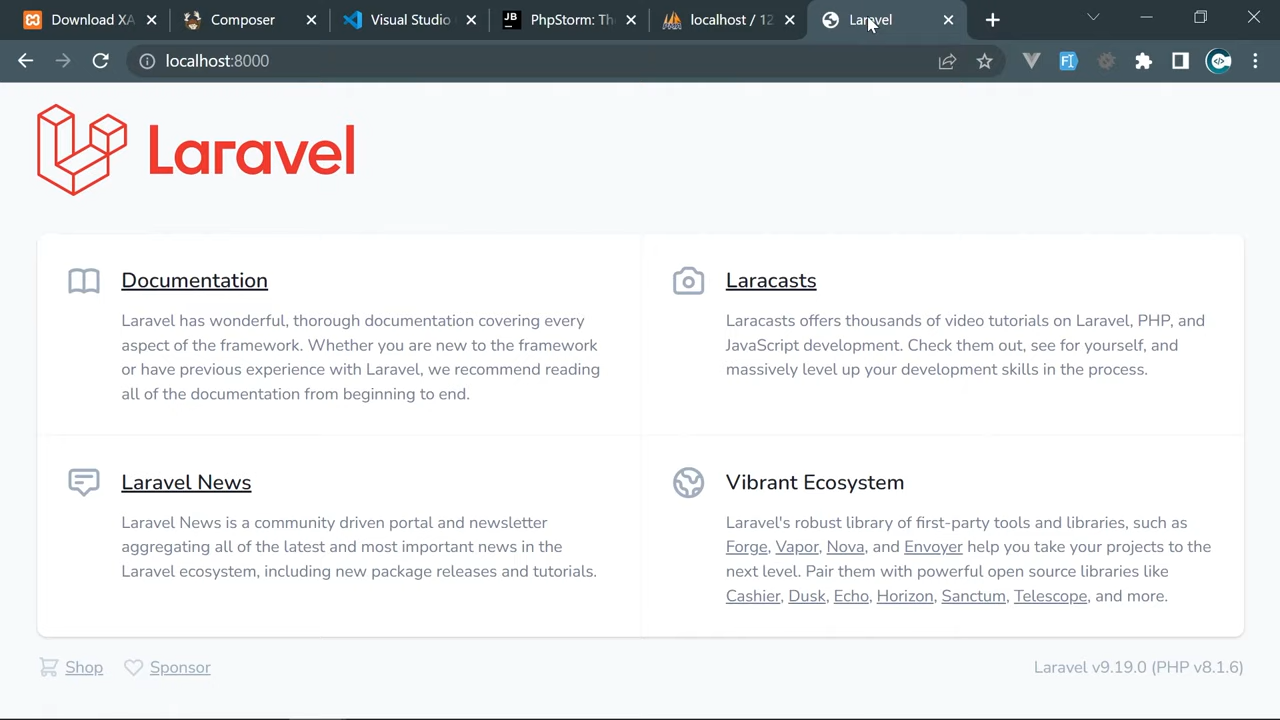 Download XA
Composer
Visual Studio
JB
PhpStorm: The
PMA
localhost / 12
Laravel
localhost:8000
Laravel
Documentation
Laravel has wonderful, thorough documentation covering every
aspect of the framework. Whether you are new to the framework
or have previous experience with Laravel, we recommend reading
all of the documentation from beginning to end.
Laracasts
Laracasts offers thousands of video tutorials on Laravel, PHP, and
JavaScript development. Check them out, see for yourself, and
massively level up your development skills in the process.
Laravel News
Laravel News is a community driven portal and newsletter
aggregating all of the latest and most important news in the
Laravel ecosystem, including new package releases and tutorials.
Vibrant Ecosystem
Laravel's robust library of first-party tools and libraries, such as
Forge, Vapor, Nova, and Envoyer help you take your projects to the
next level. Pair them with powerful open source libraries like
Cashier, Dusk, Echo, Horizon, Sanctum, Telescope, and more.
Shop
Sponsor
Laravel v9.19.0 (PHP v8.1.6)